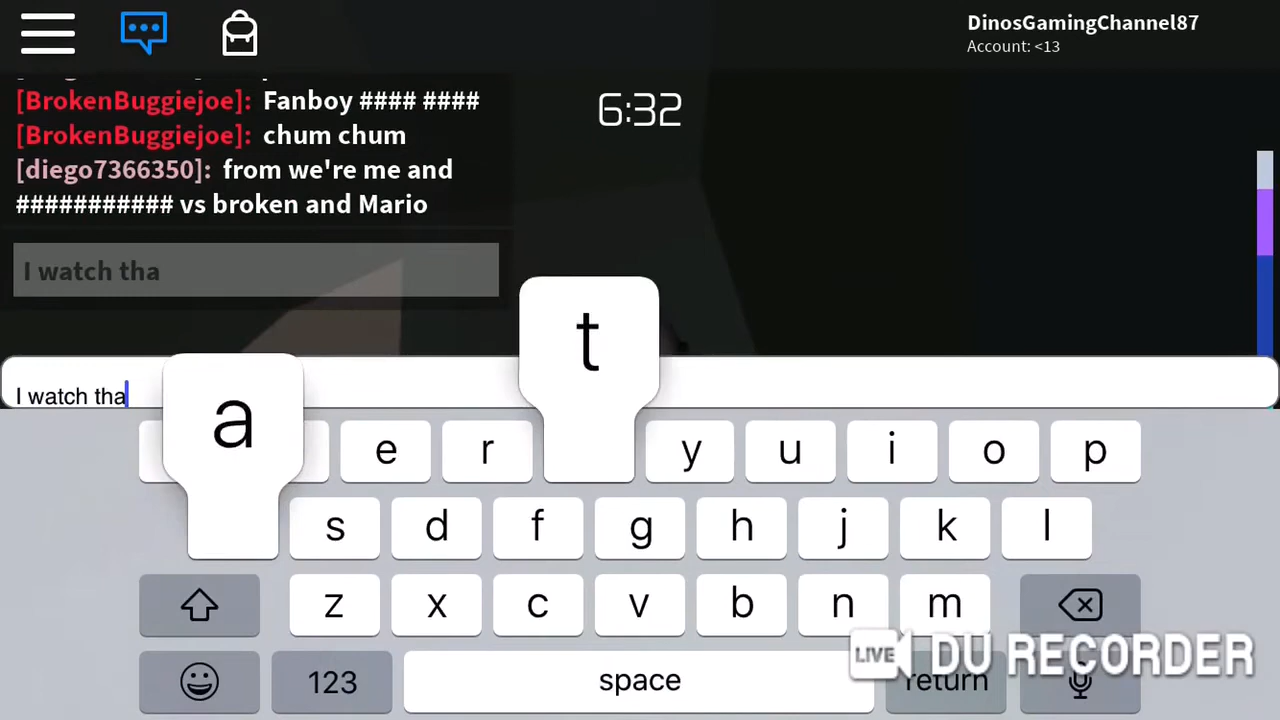 DinosGamingChannel87
Account: <13
6:32
[BrokenBuggiejoe]: Fanboy #### ####
[BrokenBuggiejoe]: chum chum
[diego7366350]: from we're me and
########### vs broken and Mario
I watch tha
I watch tha
a
t
e r y u i o p
s d f g h j k l
z x c v b n m
123 space return
LIVE DU RECORDER